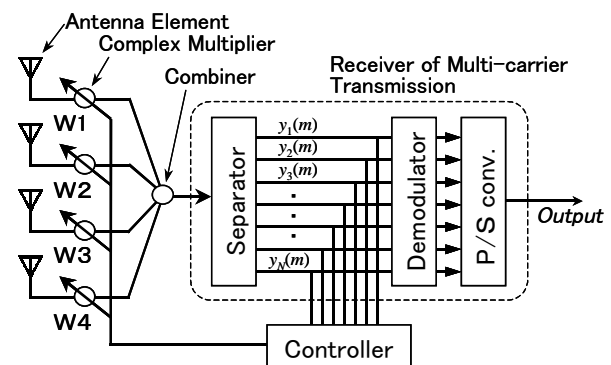 Antenna Element
Complex Multiplier
Combiner
Receiver of Multi-carrier
Transmission
W1
W2
W3
W4
Separator
y1(m)
y2(m)
y3(m)
yN(m)
Demodulator
P/S conv.
Output
Controller